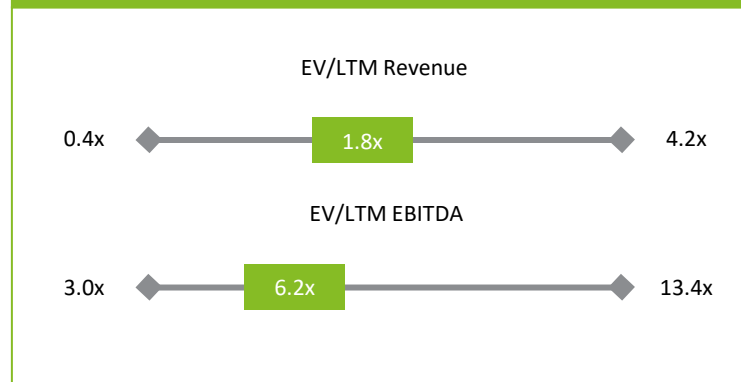 EV/LTM Revenue
0.4x 1.8x 4.2x
EV/LTM EBITDA
3.0x 6.2x 13.4x